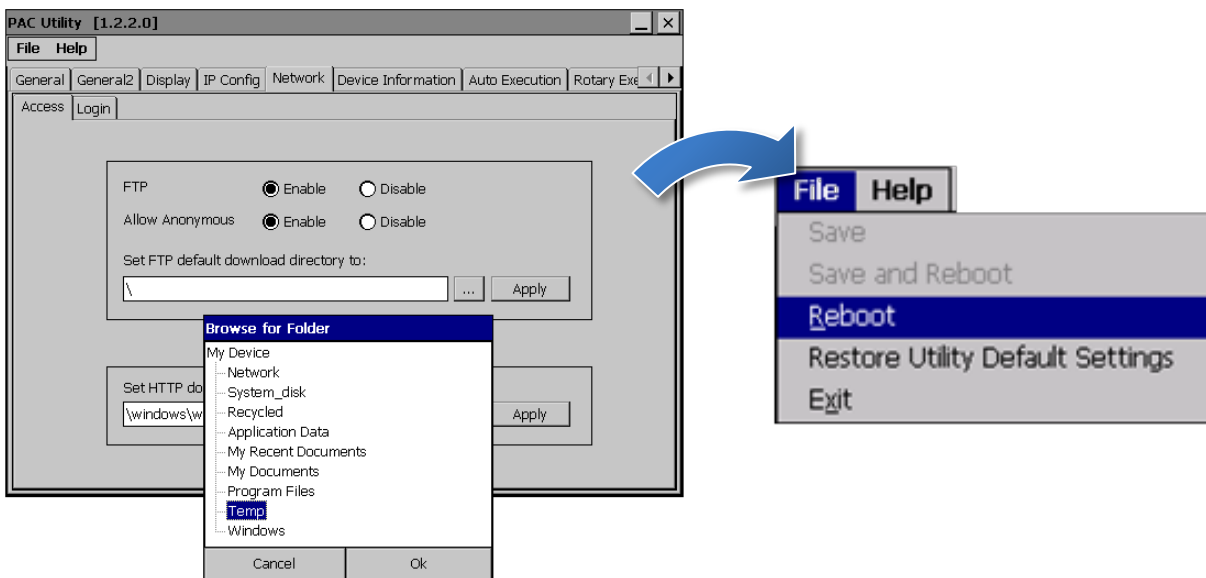 PAC Utility [1.2.2.0]
File Help
General General2 Display IP Config Network Device Information Auto Execution Rotary Exe
Access Login
FTP Enable Disable
Allow Anonymous Enable Disable
Set FTP default download directory to:
\ ... Apply
Set HTTP do
\windows\w Apply
Browse for Folder
My Device
Network
System_disk
Recycled
Application Data
My Recent Documents
My Documents
Program Files
Temp
Windows
Cancel Ok
File Help
Save
Save and Reboot
Reboot
Restore Utility Default Settings
Exit